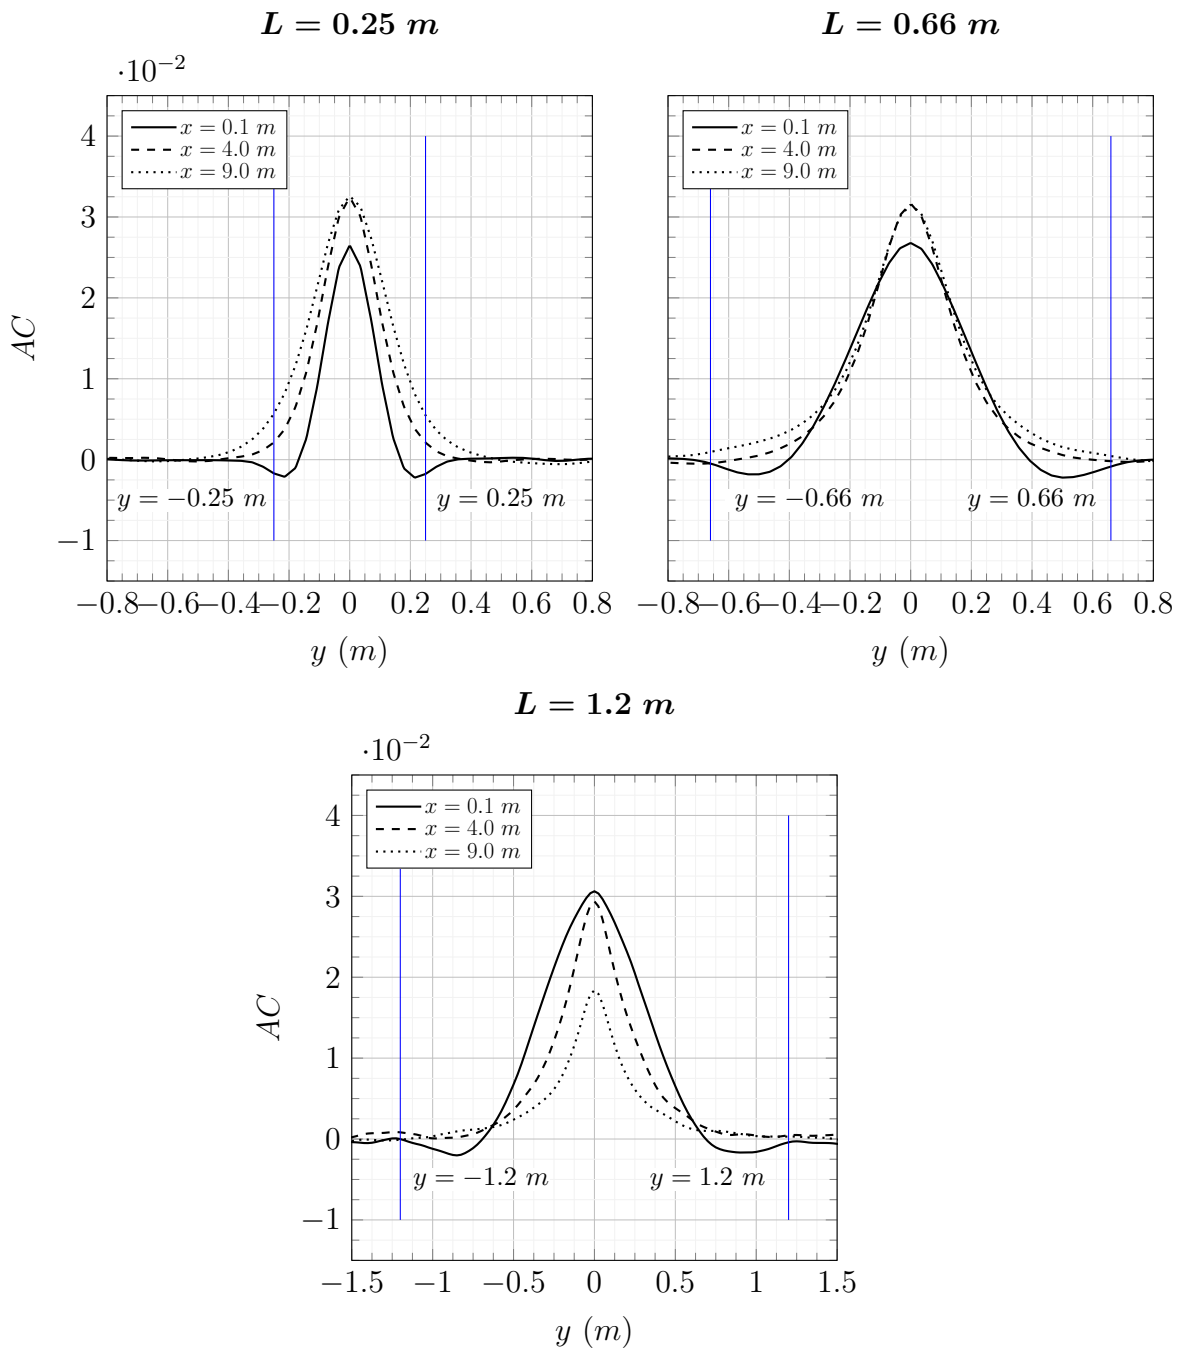 L = 0.25 m
·10−2
AC
4
3
2
1
0
−1
x = 0.1 m
x = 4.0 m
x = 9.0 m
y = −0.25 m
y = 0.25 m
−0.8 −0.6 −0.4 −0.2 0 0.2 0.4 0.6 0.8
y (m)
L = 0.66 m
x = 0.1 m
x = 4.0 m
x = 9.0 m
y = −0.66 m
y = 0.66 m
−0.8 −0.6 −0.4 −0.2 0 0.2 0.4 0.6 0.8
y (m)
L = 1.2 m
·10−2
AC
4
3
2
1
0
−1
x = 0.1 m
x = 4.0 m
x = 9.0 m
y = −1.2 m
y = 1.2 m
−1.5 −1 −0.5 0 0.5 1 1.5
y (m)